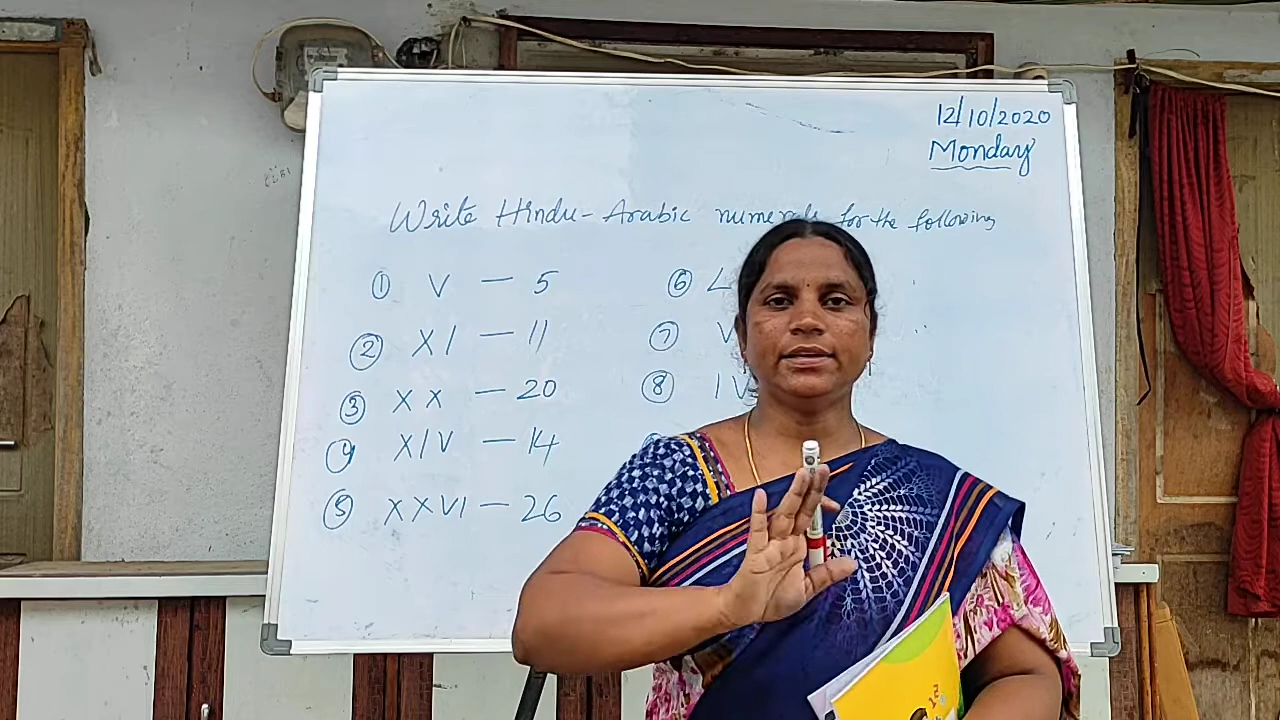 12/10/2020
Monday
Write Hindu-Arabic numerals for the following
① V — 5
② XI — 11
③ XX — 20
④ XIV — 14
⑤ XXVI — 26
⑥ L
⑦ V
⑧ IV